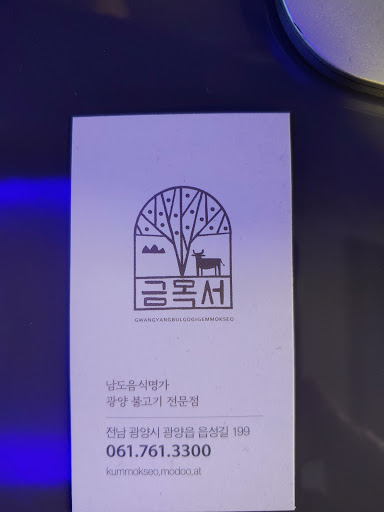 금목서
GWANGYANGBULGOGIGEMMOKSEO
남도음식명가
광양 불고기 전문점
전남 광양시 광양읍 읍성길 199
061.761.3300
kummokseo.modoo.at